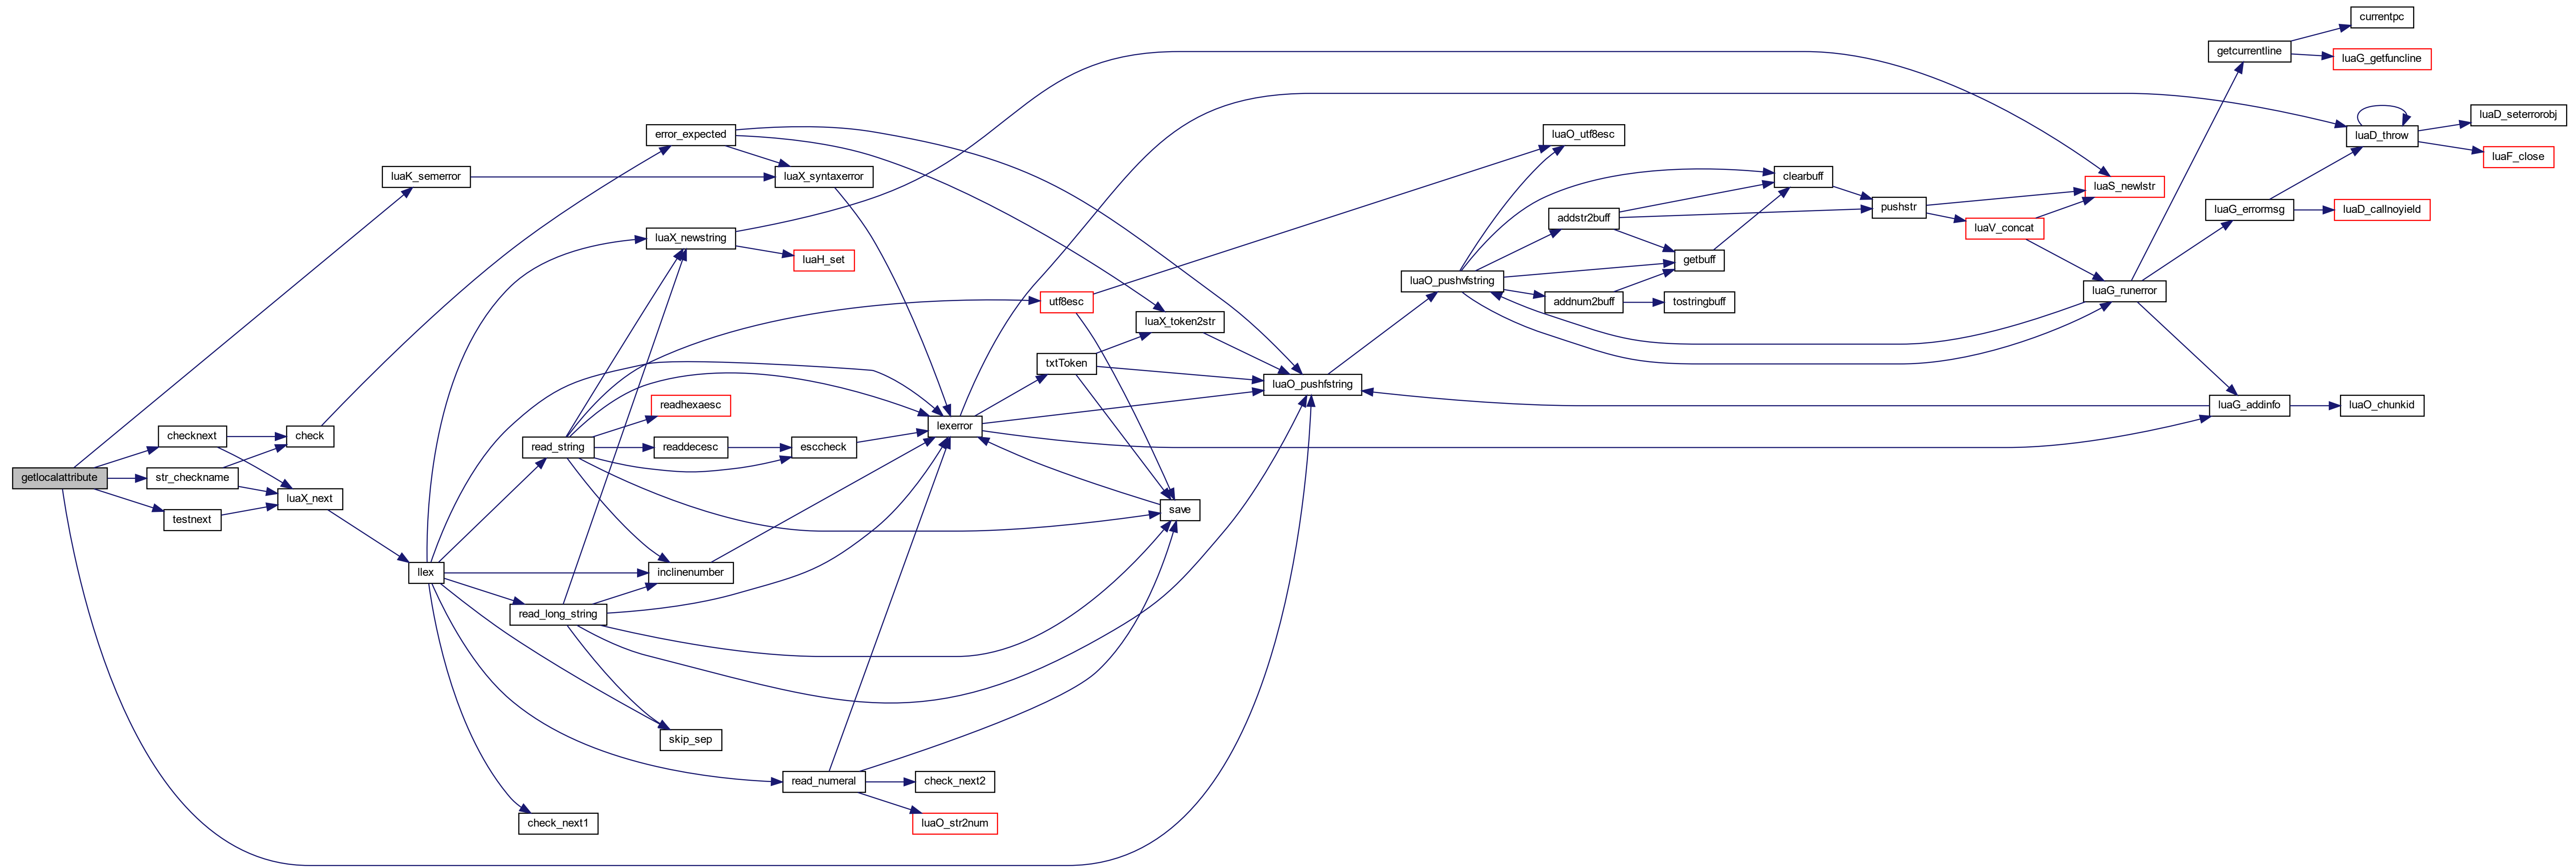 getlocalattribute
checknext
str_checkname
testnext
check
luaX_next
luaK_semerror
llex
error_expected
luaX_newstring
read_string
read_long_string
check_next1
luaX_syntaxerror
luaH_set
readhexaesc
readdecesc
esccheck
inclinenumber
skip_sep
read_numeral
lexerror
check_next2
luaO_str2num
utf8esc
txtToken
luaX_token2str
save
luaO_pushfstring
luaO_pushvfstring
luaO_utf8esc
addstr2buff
addnum2buff
getbuff
tostringbuff
clearbuff
pushstr
luaV_concat
luaS_newlstr
luaG_runerror
getcurrentline
luaG_errormsg
luaG_addinfo
currentpc
luaG_getfuncline
luaD_throw
luaD_callnoyield
luaO_chunkid
luaD_seterrorobj
luaF_close